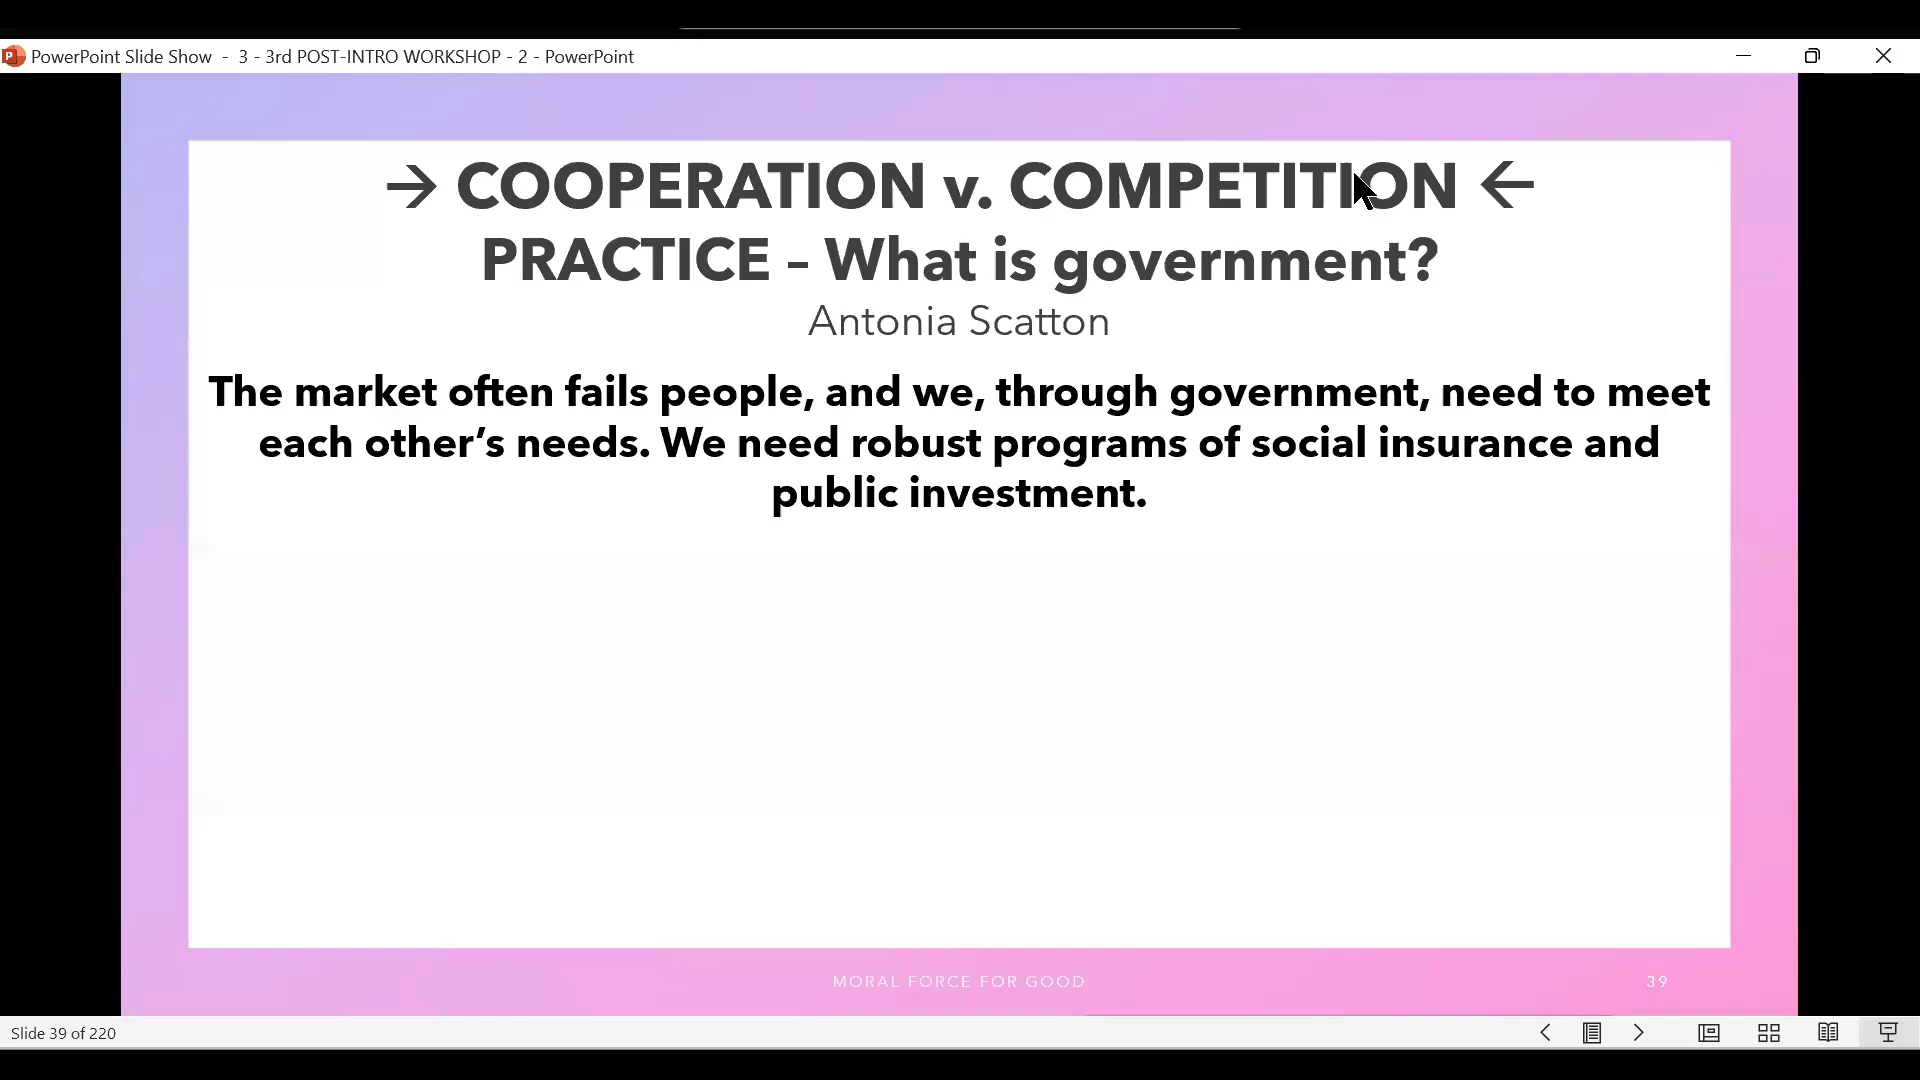 PowerPoint Slide Show - 3 - 3rd POST-INTRO WORKSHOP - 2 - PowerPoint
→ COOPERATION v. COMPETITION ←
PRACTICE – What is government?
Antonia Scatton
The market often fails people, and we, through government, need to meet
each other’s needs. We need robust programs of social insurance and
public investment.
MORAL FORCE FOR GOOD
39
Slide 39 of 220